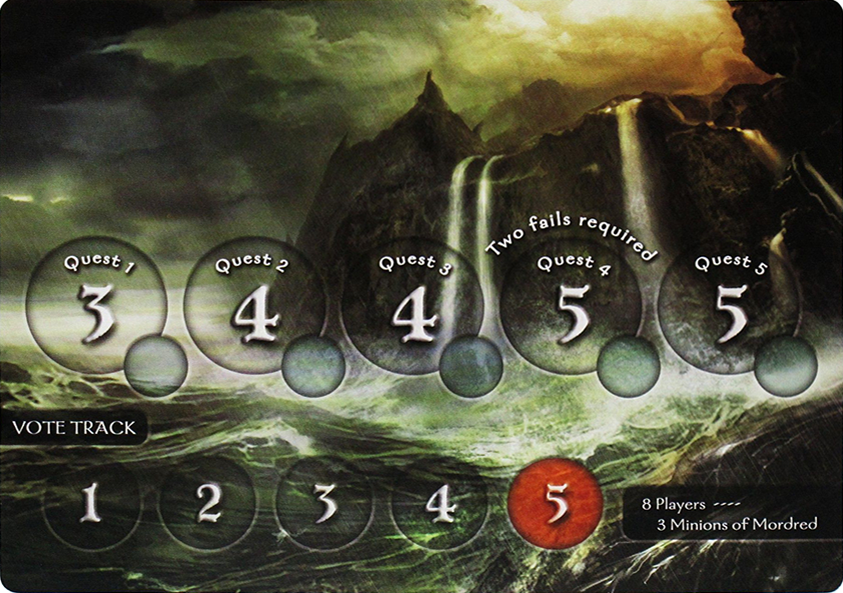 Two fails required
Quest 1
3
Quest 2
4
Quest 3
4
Quest 4
5
Quest 5
5
VOTE TRACK
1
2
3
4
5
8 Players ----
3 Minions of Mordred